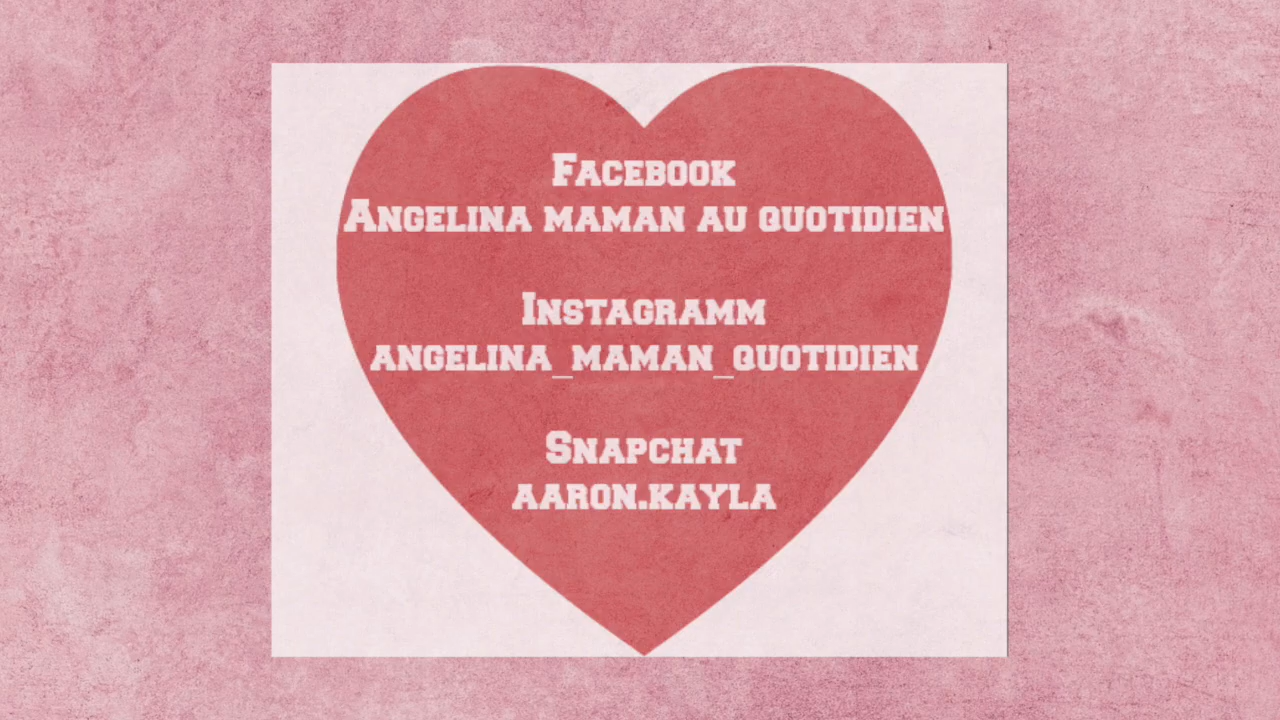 Facebook
Angelina maman au quotidien
Instagramm
angelina_maman_quotidien
Snapchat
aaron.kayla